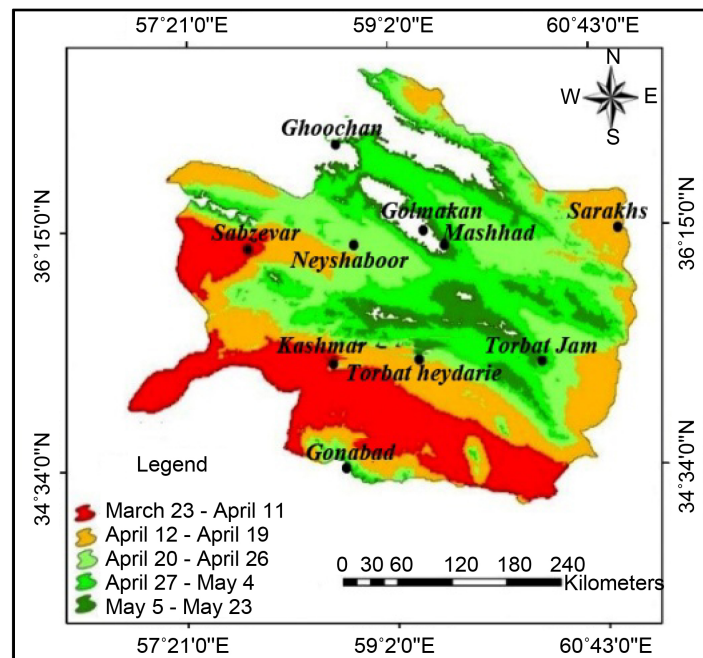 57°21'0"E 59°2'0"E 60°43'0"E
N
W E
S
Ghoochan
Golmakan Sarakhs
36°15'0"N Sabzevar Mashhad 36°15'0"N
Neyshaboor
Kashmar Torbat Jam
Torbat heydarie
Gonabad
34°34'0"N 34°34'0"N
Legend
March 23 - April 11
April 12 - April 19
April 20 - April 26
April 27 - May 4
May 5 - May 23
0 30 60 120 180 240
Kilometers
57°21'0"E 59°2'0"E 60°43'0"E